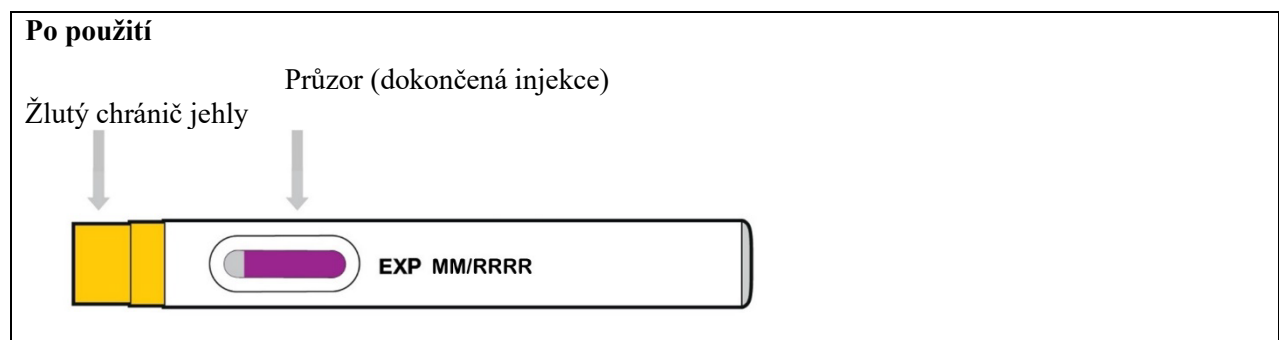 Po použití
Průzor (dokončená injekce)
Žlutý chránič jehly
EXP MM/RRRR